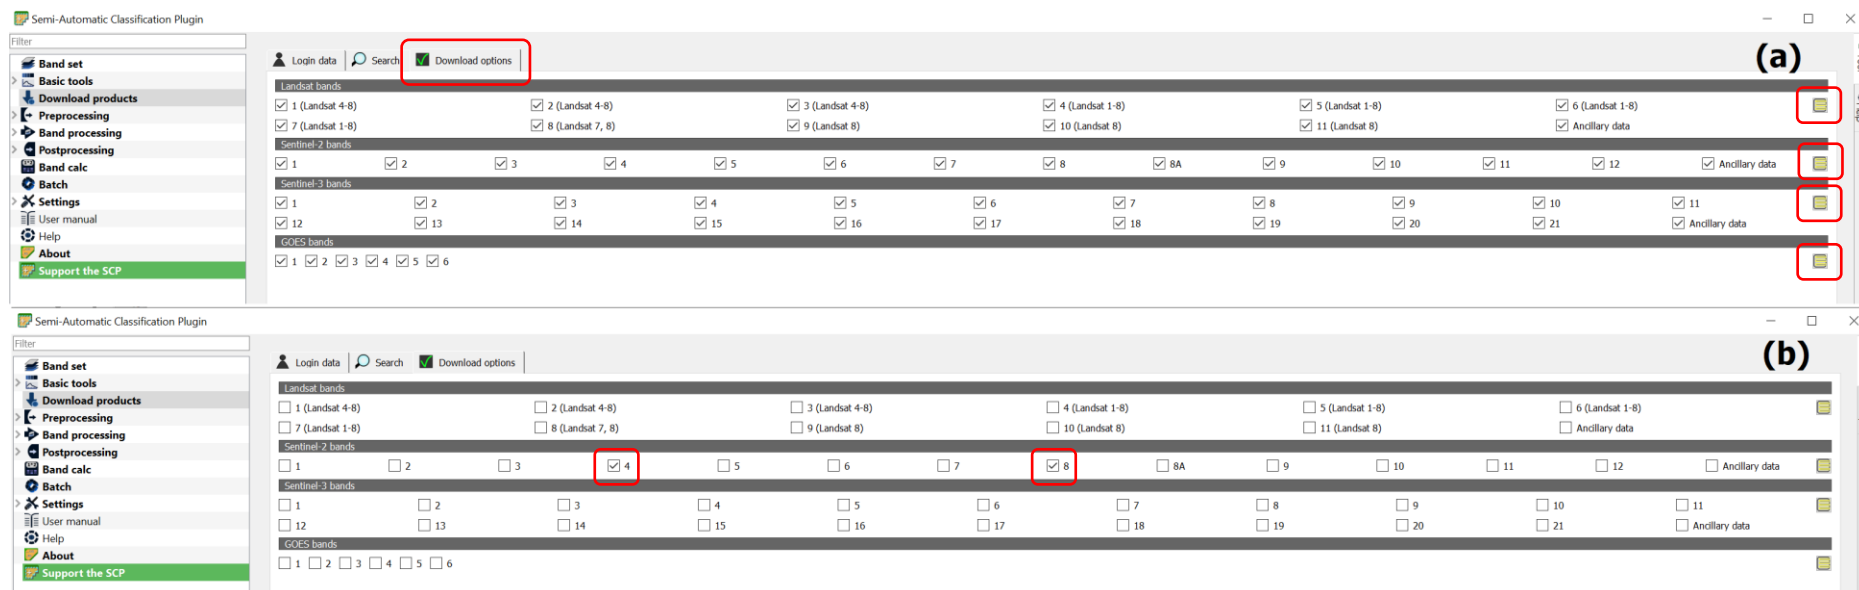 Semi-Automatic Classification Plugin
Filter
Band set
Basic tools
Download products
Preprocessing
Band processing
Postprocessing
Band calc
Batch
Settings
User manual
Help
About
Support the SCP
Login data Search Download options
(a)
Landsat bands
1 (Landsat 4-8) 2 (Landsat 4-8) 3 (Landsat 4-8) 4 (Landsat 1-8) 5 (Landsat 1-8) 6 (Landsat 1-8)
7 (Landsat 1-8) 8 (Landsat 7, 8) 9 (Landsat 8) 10 (Landsat 8) 11 (Landsat 8) Ancillary data
Sentinel-2 bands
1 2 3 4 5 6 7 8 8A 9 10 11 12 Ancillary data
Sentinel-3 bands
1 2 3 4 5 6 7 8 9 10 11
12 13 14 15 16 17 18 19 20 21 Ancillary data
GOES bands
1 2 3 4 5 6
Semi-Automatic Classification Plugin
Filter
Band set
Basic tools
Download products
Preprocessing
Band processing
Postprocessing
Band calc
Batch
Settings
User manual
Help
About
Support the SCP
Login data Search Download options
(b)
Landsat bands
1 (Landsat 4-8) 2 (Landsat 4-8) 3 (Landsat 4-8) 4 (Landsat 1-8) 5 (Landsat 1-8) 6 (Landsat 1-8)
7 (Landsat 1-8) 8 (Landsat 7, 8) 9 (Landsat 8) 10 (Landsat 8) 11 (Landsat 8) Ancillary data
Sentinel-2 bands
1 2 3 4 5 6 7 8 8A 9 10 11 12 Ancillary data
Sentinel-3 bands
1 2 3 4 5 6 7 8 9 10 11
12 13 14 15 16 17 18 19 20 21 Ancillary data
GOES bands
1 2 3 4 5 6